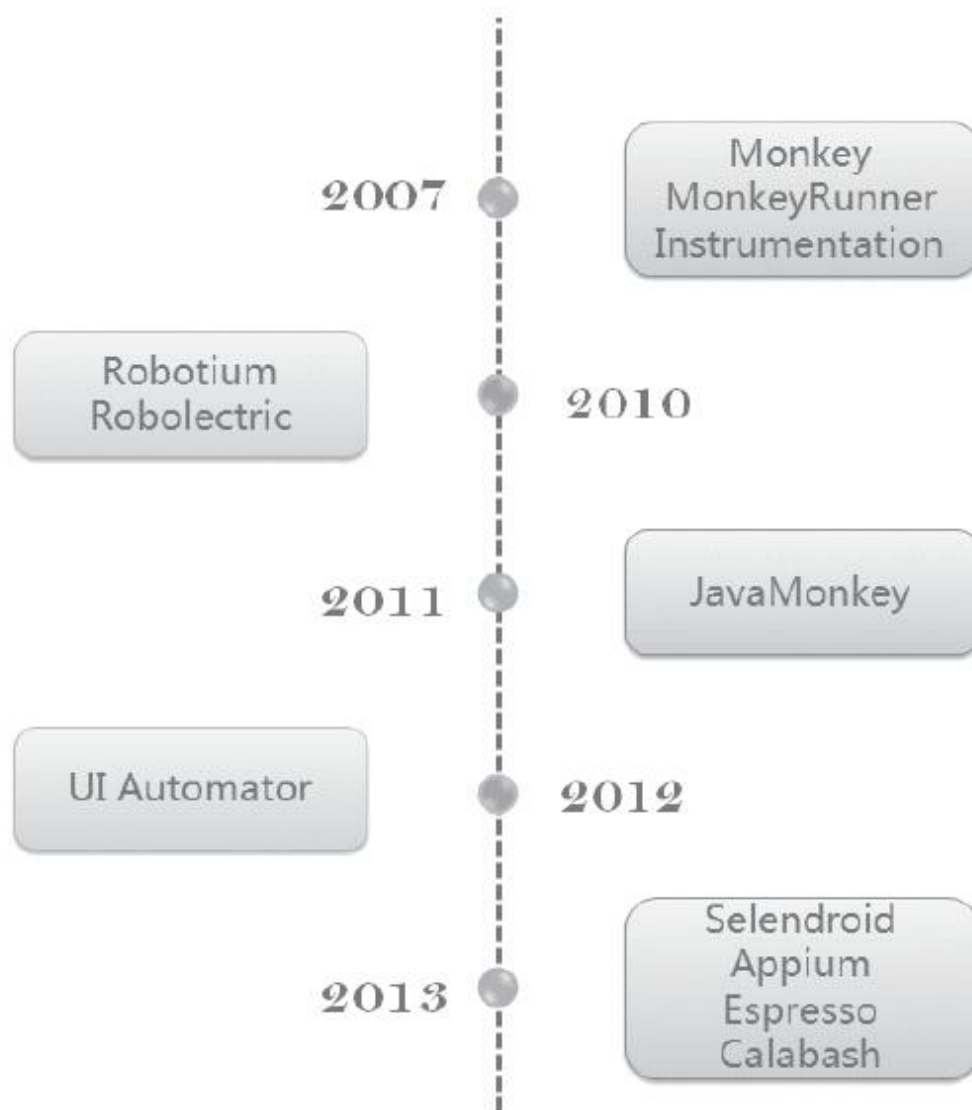 2007
Monkey
MonkeyRunner
Instrumentation
Robotium
Robolectric
2010
2011
JavaMonkey
UI Automator
2012
2013
Selendroid
Appium
Espresso
Calabash